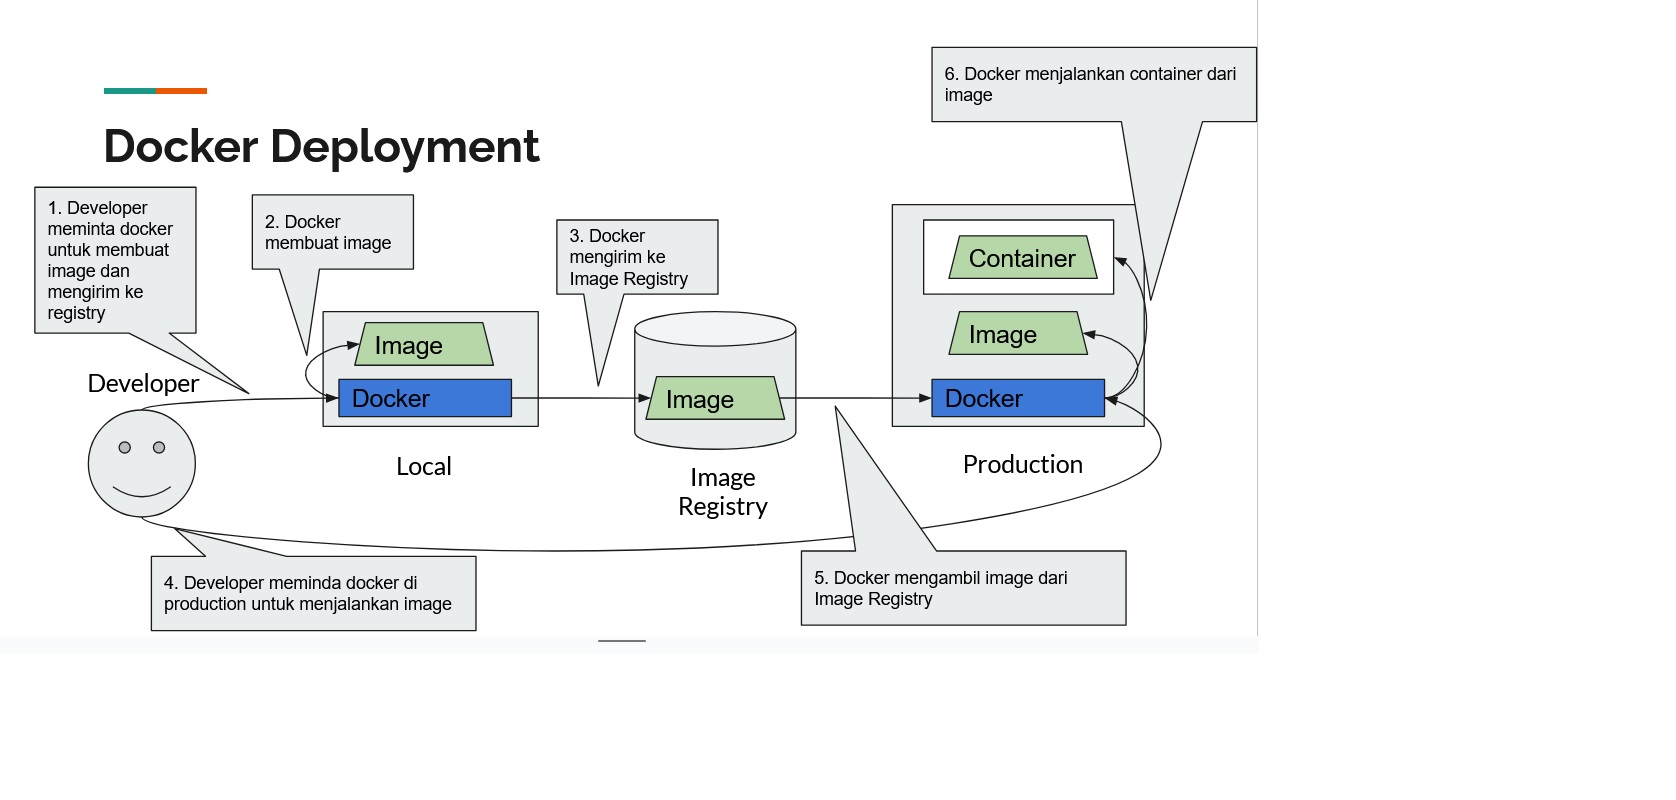 Docker Deployment
1. Developer
meminta docker
untuk membuat
image dan
mengirim ke
registry
2. Docker
membuat image
3. Docker
mengirim ke
Image Registry
6. Docker menjalankan container dari
image
Developer
Image
Docker
Local
Image
Image
Registry
Container
Image
Docker
Production
4. Developer meminda docker di
production untuk menjalankan image
5. Docker mengambil image dari
Image Registry